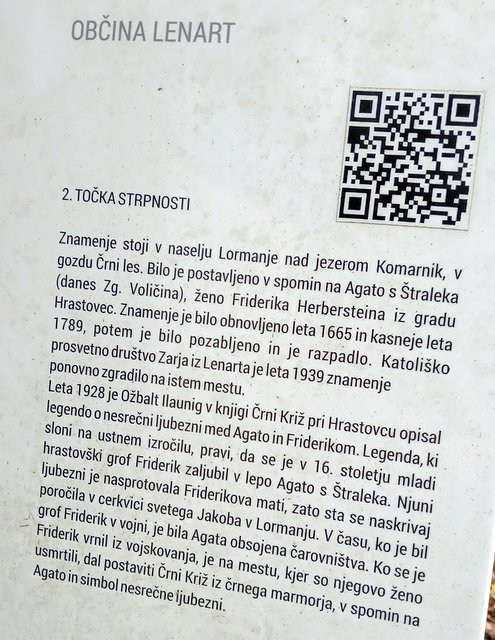 OBČINA LENART
2. TOČKA STRPNOSTI
Znamenje stoji v naselju Lormanje nad jezerom Komarnik, v
gozdu Črni les. Bilo je postavljeno v spomin na Agato s Štraleka
(danes Zg. Voličina), ženo Friderika Herbersteina iz gradu
Hrastovec. Znamenje je bilo obnovljeno leta 1665 in kasneje leta
1789, potem je bilo pozabljeno in je razpadlo. Katoliško
prosvetno društvo Zarja iz Lenarta je leta 1939 znamenje
ponovno zgradilo na istem mestu.
Leta 1928 je Ožbalt Ilaunig v knjigi Črni Križ pri Hrastovcu opisal
legendo o nesrečni ljubezni med Agato in Friderikom. Legenda, ki
sloni na ustnem izročilu, pravi, da se je v 16. stoletju mladi
hrastovški grof Friderik zaljubil v lepo Agato s Štraleka. Njuni
ljubezni je nasprotovala Friderikova mati, zato sta se naskrivaj
poročila v cerkvici svetega Jakoba v Lormanju. V času, ko je bil
grof Friderik v vojni, je bila Agata obsojena čarovništva. Ko se je
Friderik vrnil iz vojskovanja, je na mestu, kjer so njegovo ženo
usmrtili, dal postaviti Črni Križ iz črnega marmorja, v spomin na
Agato in simbol nesrečne ljubezni.